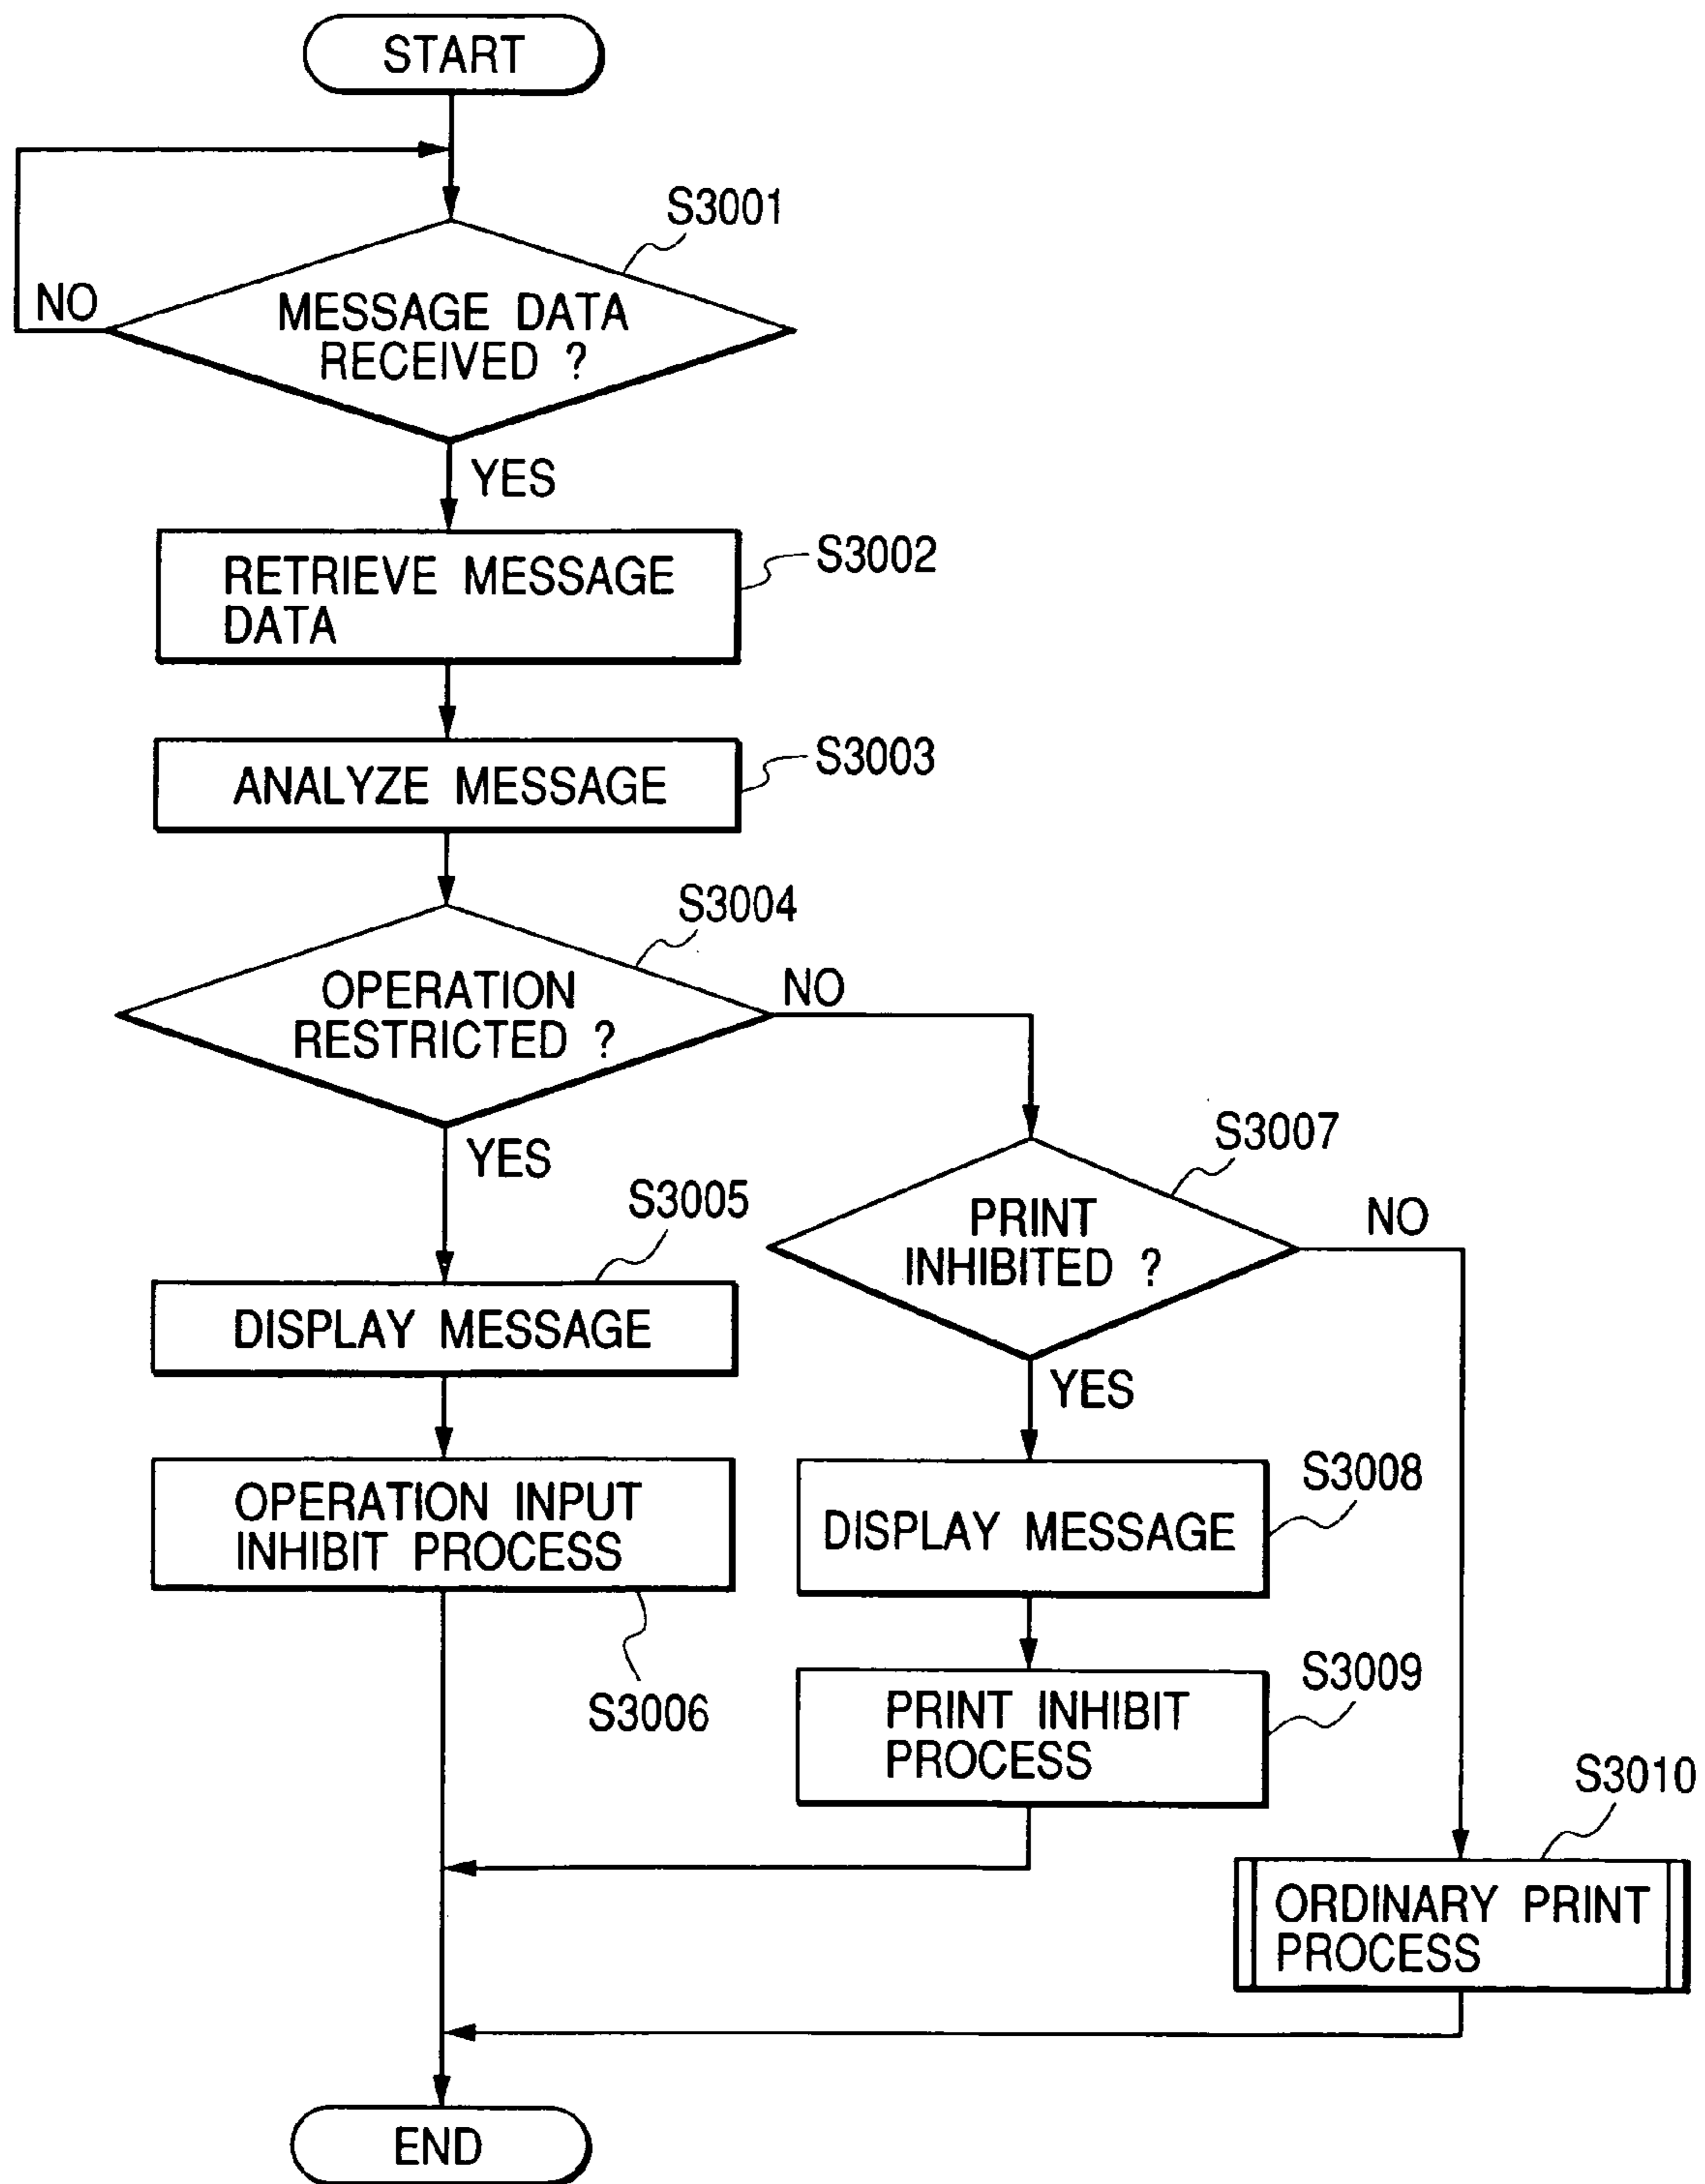 START
S3001
NO
MESSAGE DATA
RECEIVED ?
YES
RETRIEVE MESSAGE
DATA
S3002
ANALYZE MESSAGE
S3003
S3004
OPERATION
RESTRICTED ?
NO
YES
S3007
PRINT
INHIBITED ?
NO
S3005
DISPLAY MESSAGE
YES
OPERATION INPUT
INHIBIT PROCESS
S3006
S3008
DISPLAY MESSAGE
S3009
PRINT INHIBIT
PROCESS
S3010
ORDINARY PRINT
PROCESS
END